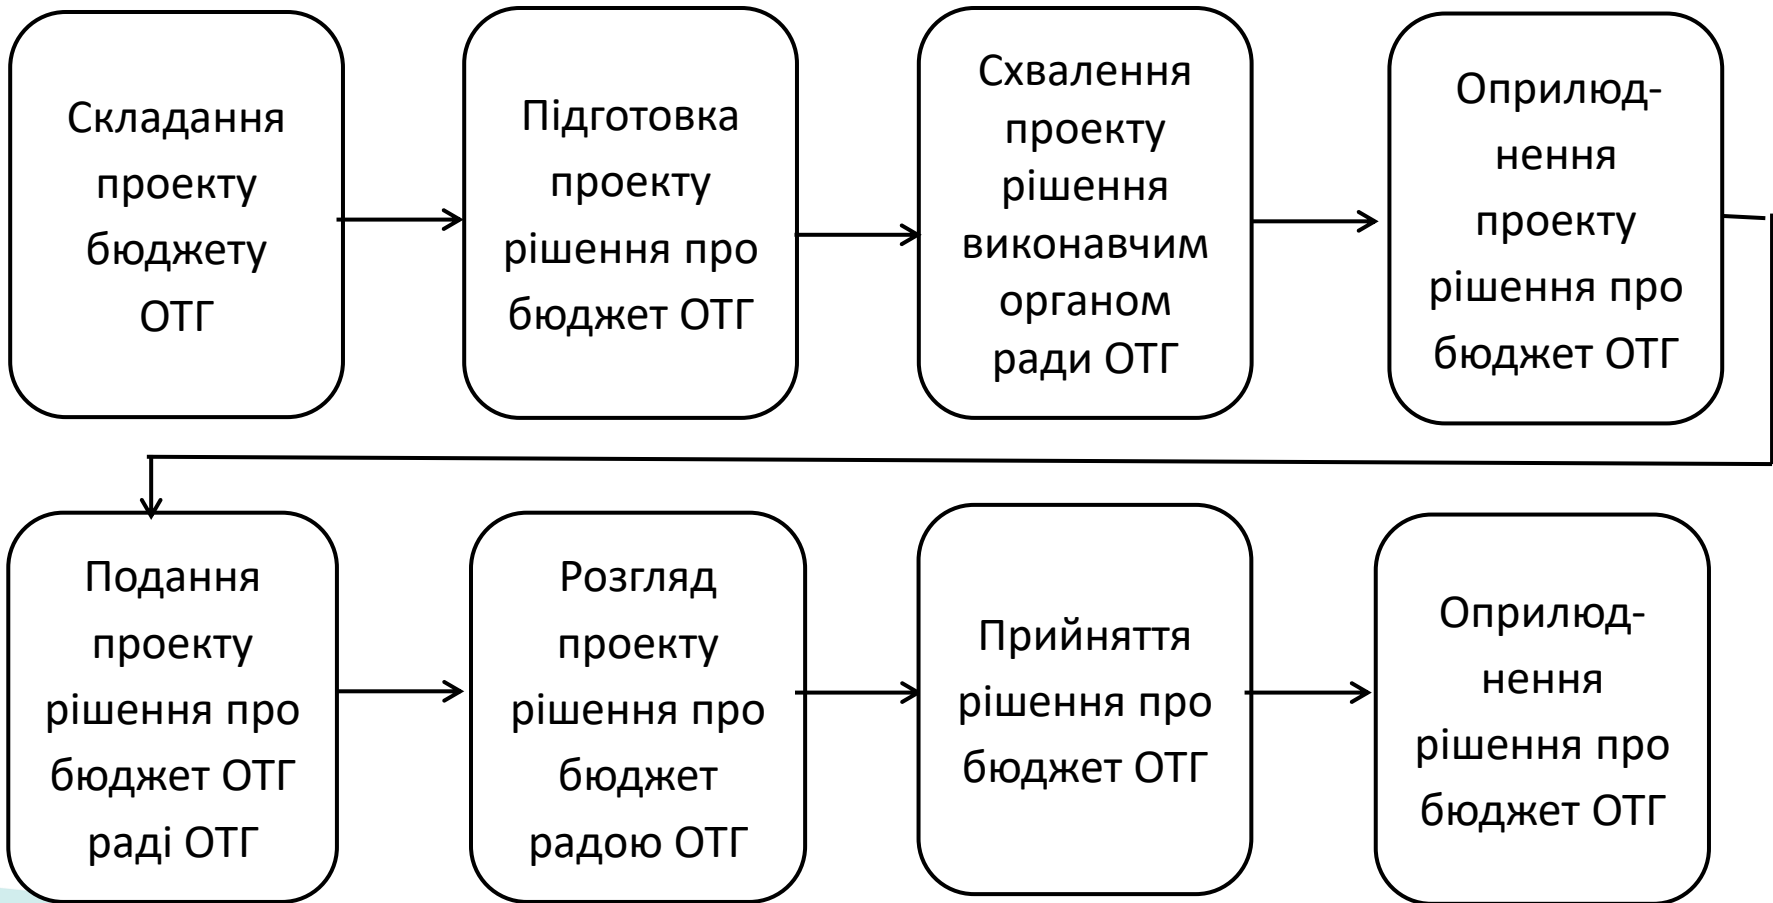 Складання
проекту
бюджету
ОТГ
Підготовка
проекту
рішення про
бюджет ОТГ
Схвалення
проекту
рішення
виконавчим
органом
ради ОТГ
Оприлюд-
нення
проекту
рішення про
бюджет ОТГ
Подання
проекту
рішення про
бюджет ОТГ
раді ОТГ
Розгляд
проекту
рішення про
бюджет
радою ОТГ
Прийняття
рішення про
бюджет ОТГ
Оприлюд-
нення
рішення про
бюджет ОТГ